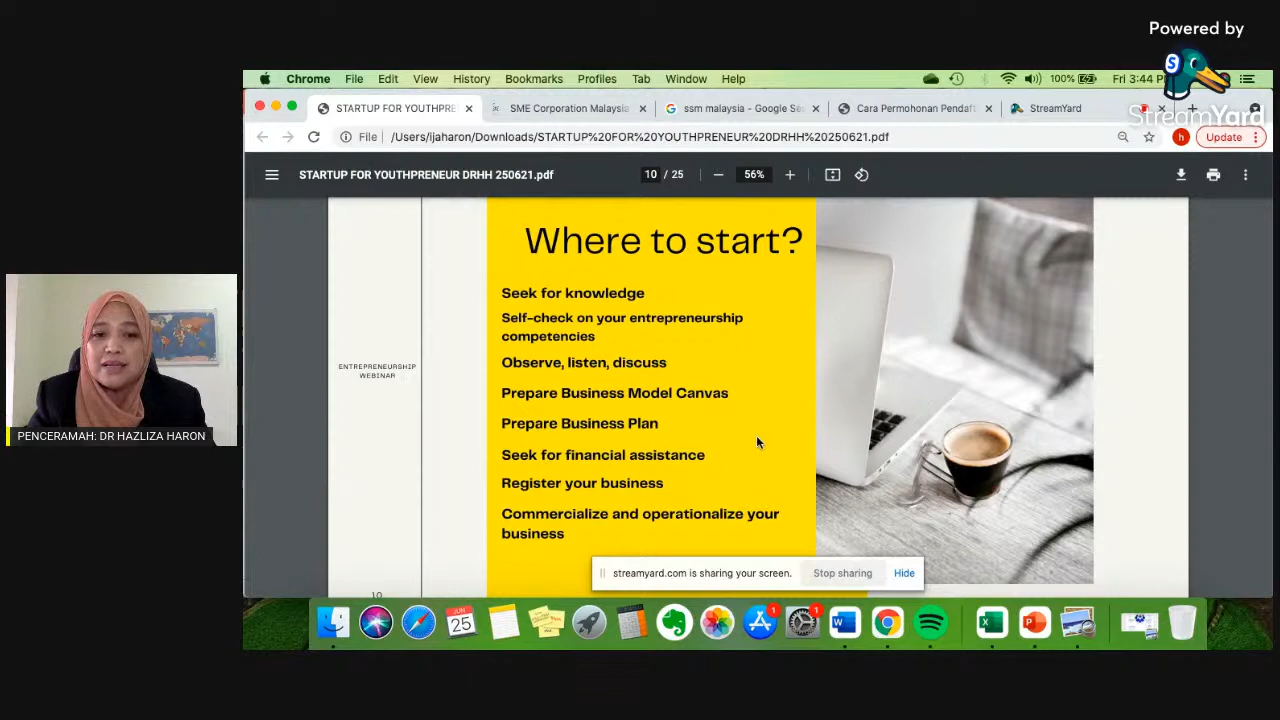 Powered by
StreamYard
Chrome File Edit View History Bookmarks Profiles Tab Window Help
100%
Fri 3:44 P
STARTUP FOR YOUTHPRE
SME Corporation Malaysia
ssm malaysia - Google Se
Cara Permohonan Pendaft
StreamYard
File
/Users/ijaharon/Downloads/STARTUP%20FOR%20YOUTHPRENEUR%20DRHH%20250621.pdf
h
Update
STARTUP FOR YOUTHPRENEUR DRHH 250621.pdf
10 / 25
56%
Where to start?
Seek for knowledge
Self-check on your entrepreneurship
competencies
Observe, listen, discuss
Prepare Business Model Canvas
Prepare Business Plan
Seek for financial assistance
Register your business
Commercialize and operationalize your
business
ENTREPRENEURSHIP
WEBINAR
10
PENCERAMAH: DR HAZLIZA HARON
streamyard.com is sharing your screen.
Stop sharing
Hide
JUN
25
1
1